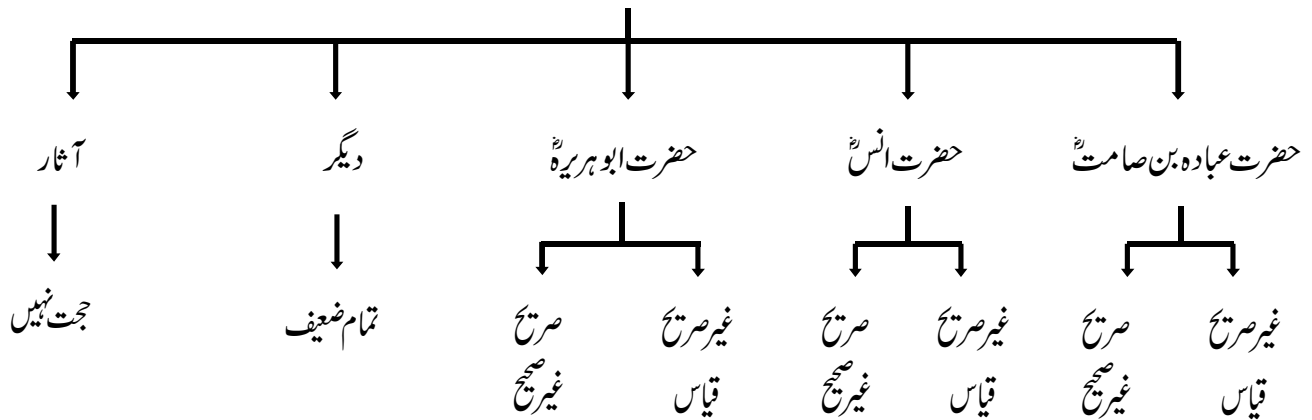 حضرت عبادہ بن صامتؓ حضرت انسؓ حضرت ابو ہریرہؓ دیگر آثار
غیر صریح صریح غیر صریح صریح غیر صریح صریح تمام ضعیف حجت نہیں
قیاس غیر صحیح قیاس غیر صحیح قیاس غیر صحیح